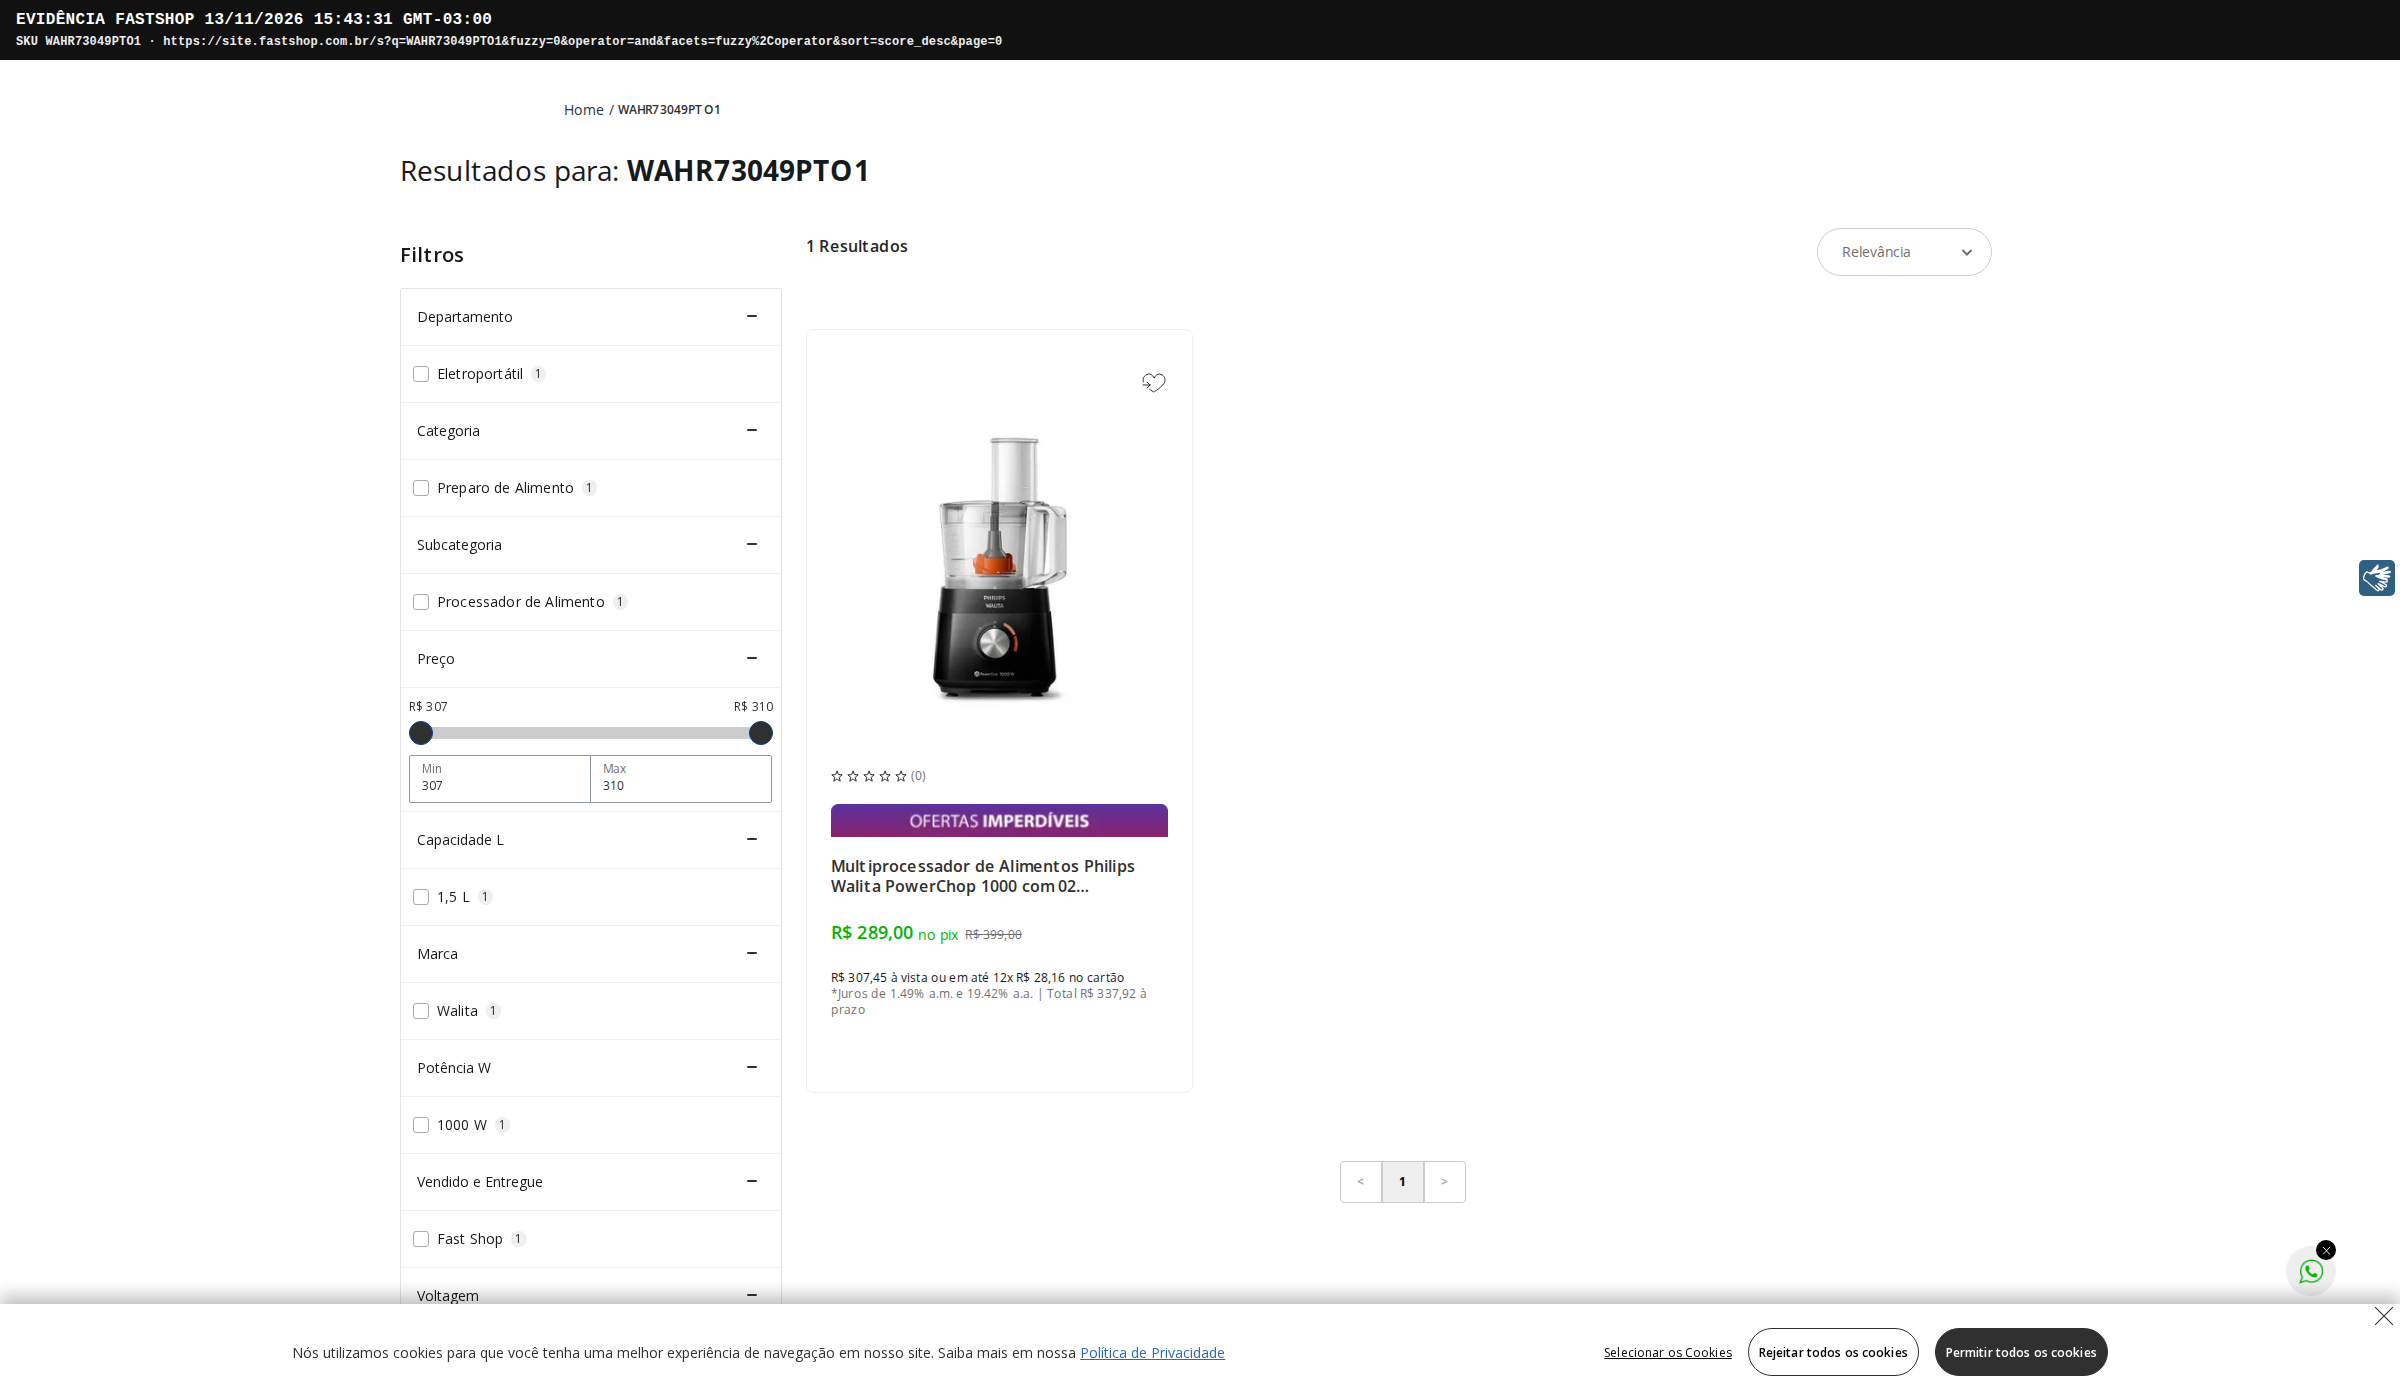 EVIDÊNCIA FASTSHOP 13/11/2026 15:43:31 GMT-03:00
SKU WAHR73049PTO1 · https://site.fastshop.com.br/s?q=WAHR73049PTO1&fuzzy=0&operator=and&facets=fuzzy%2Coperator&sort=score_desc&page=0
Home / WAHR73049PTO1
Resultados para: WAHR73049PTO1
Filtros
1 Resultados
Relevância
Departamento
Eletroportátil 1
Categoria
Preparo de Alimento 1
Subcategoria
Processador de Alimento 1
Preço
R$ 307 R$ 310
Min Max
307 310
Capacidade L
1,5 L 1
Marca
Walita 1
Potência W
1000 W 1
Vendido e Entregue
Fast Shop 1
Voltagem
PHILIPS
WALITA
(0)
OFERTAS IMPERDÍVEIS
Multiprocessador de Alimentos Philips
Walita PowerChop 1000 com 02...
R$ 289,00 no pix R$ 399,00
R$ 307,45 à vista ou em até 12x R$ 28,16 no cartão
*Juros de 1.49% a.m. e 19.42% a.a. | Total R$ 337,92 à
prazo
< 1 >
Nós utilizamos cookies para que você tenha uma melhor experiência de navegação em nosso site. Saiba mais em nossa Política de Privacidade
Selecionar os Cookies
Rejeitar todos os cookies
Permitir todos os cookies